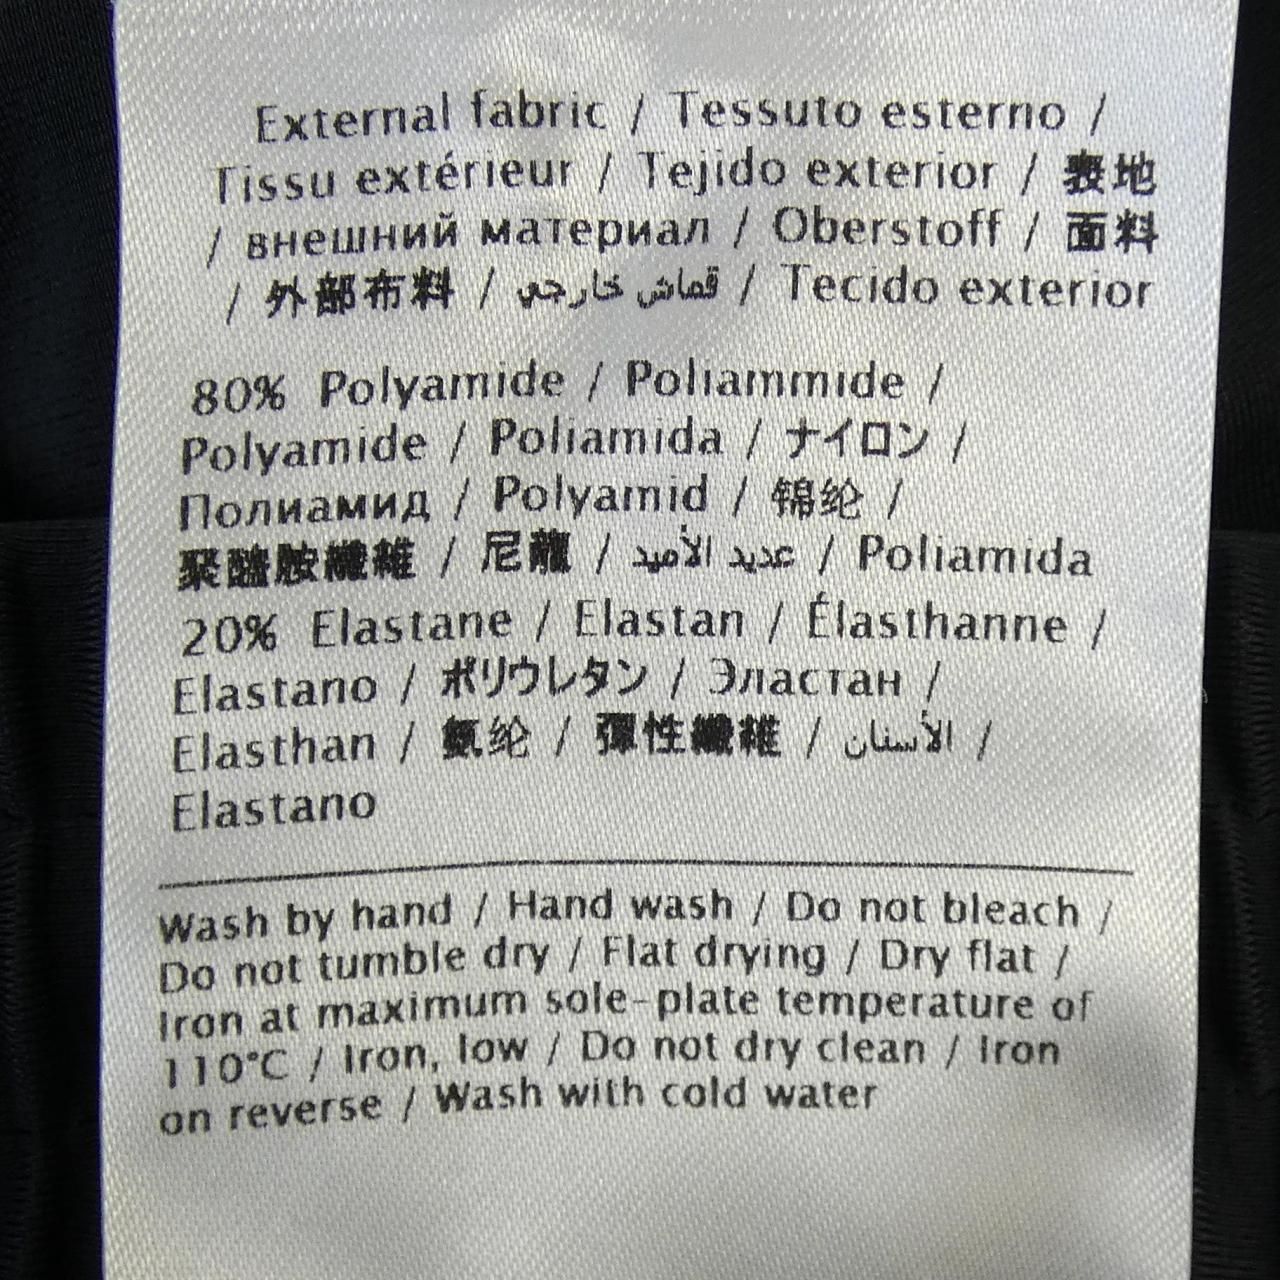 External fabric / Tessuto esterno /
Tissu extérieur / Tejido exterior / 表地
/ внешний материал / Oberstoff / 面料
/ 外部布料 / قماش خارجي / Tecido exterior
80% Polyamide / Poliammide /
Polyamide / Poliamida / ナイロン /
Полиамид / Polyamid / 锦纶 /
聚醯胺纖維 / 尼龍 / عديد الأميد / Poliamida
20% Elastane / Elastan / Élasthanne /
Elastano / ポリウレタン / Эластан /
Elasthan / 氨纶 / 彈性纖維 / الأسنان /
Elastano
Wash by hand / Hand wash / Do not bleach /
Do not tumble dry / Flat drying / Dry flat /
Iron at maximum sole-plate temperature of
110°C / Iron, low / Do not dry clean / Iron
on reverse / Wash with cold water